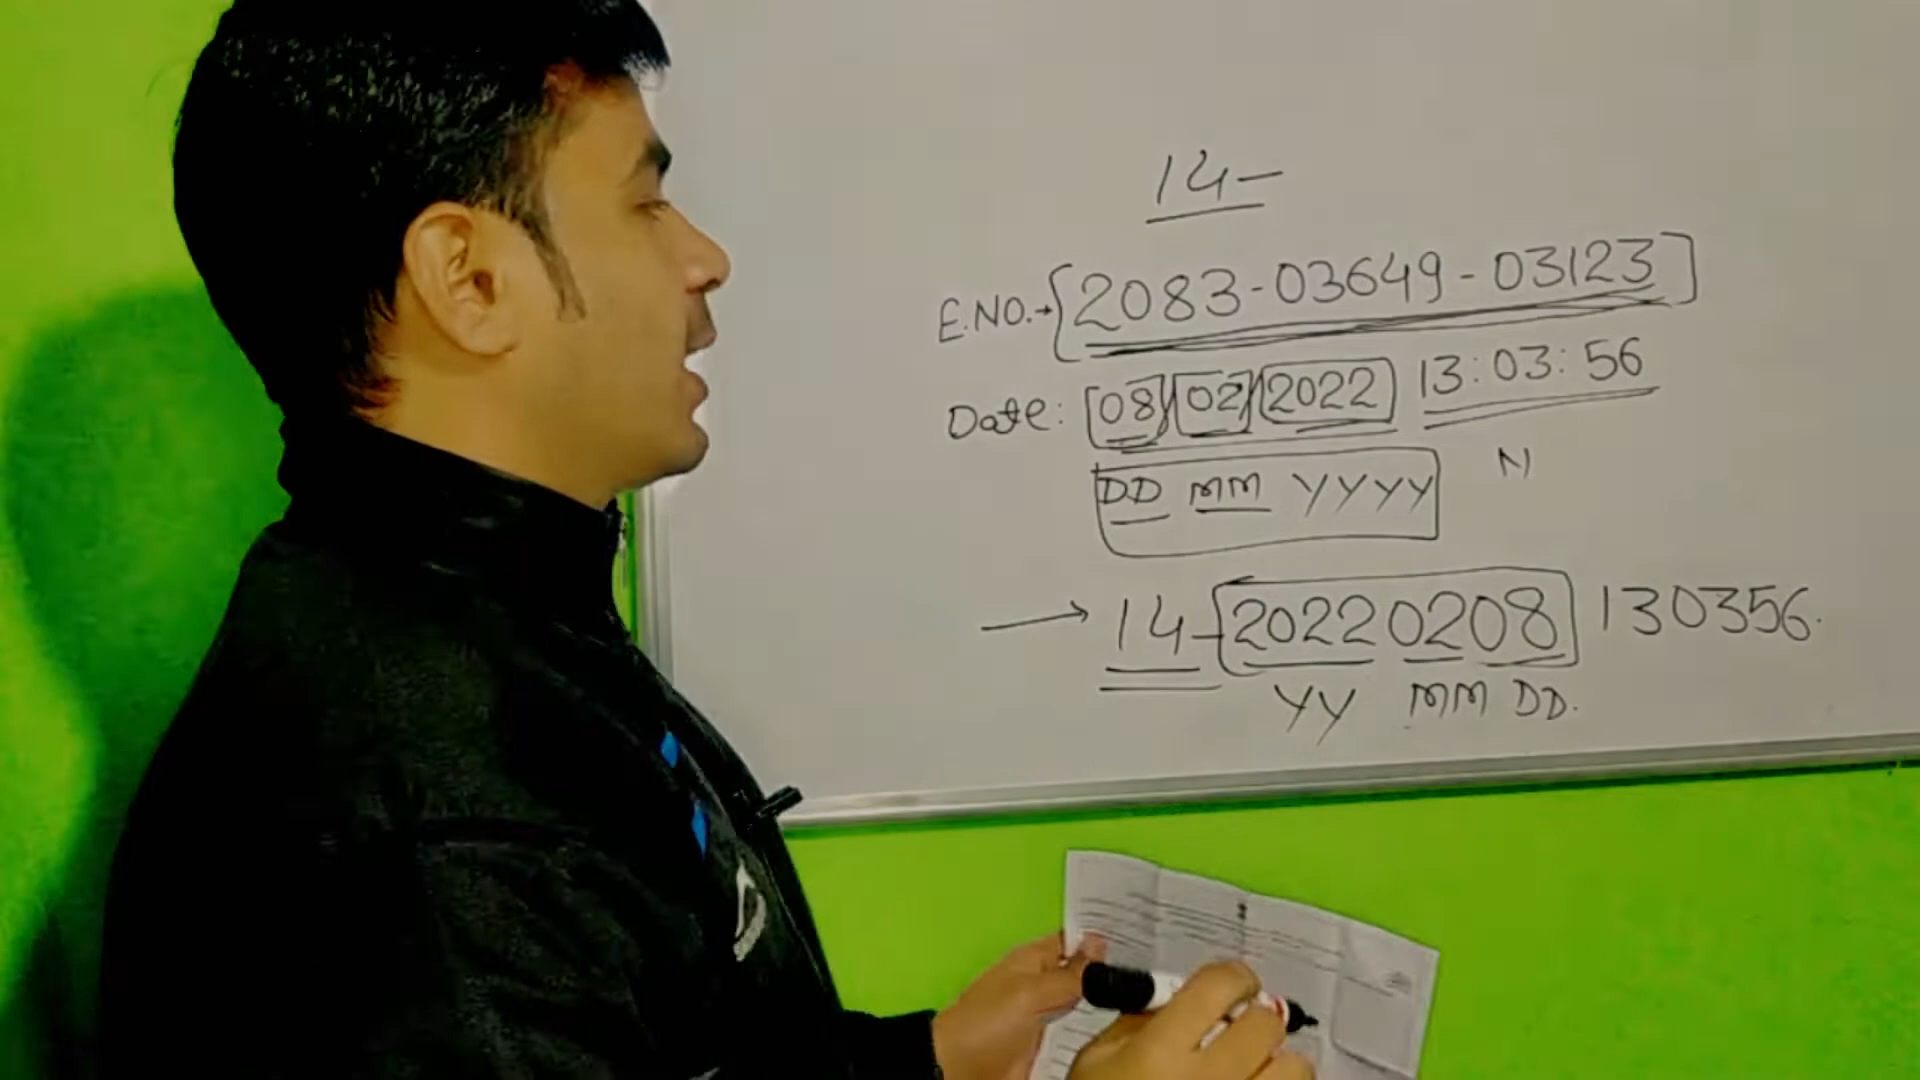 14-
E.NO.→[2083-03649-03123]
Date: 08/02/2022 13:03:56
DD MM YYYY N
→ 14-20220208 130356.
YY MM DD.